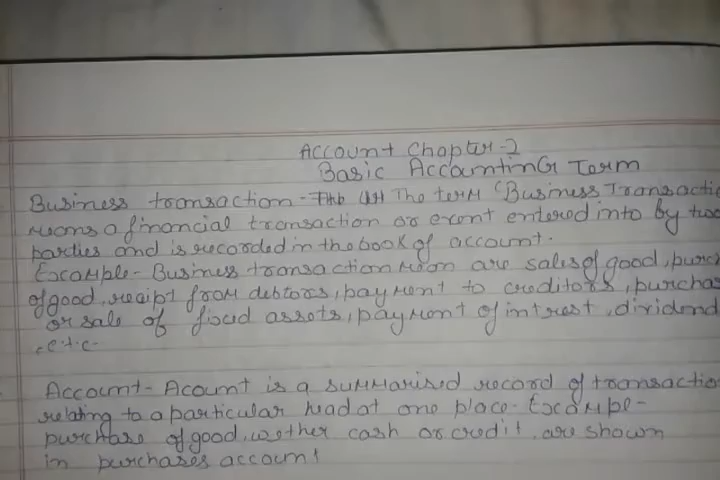 Account Chapter-2
Basic Accounting Term
Business transaction - The term "Business Transactio
means a financial transaction or event entered into by two
parties and is recorded in the book of account.
Example - Business transaction mean are sales of good, purch
of good, receipt from debtors, payment to creditors, purchas
or sale of fixed assets, payment of interest, dividend
etc.
Account - Acount is a summarised record of transactio
relating to a particular head at one place - Example -
purchase of good, wether cash or credit, are shown
in purchases account